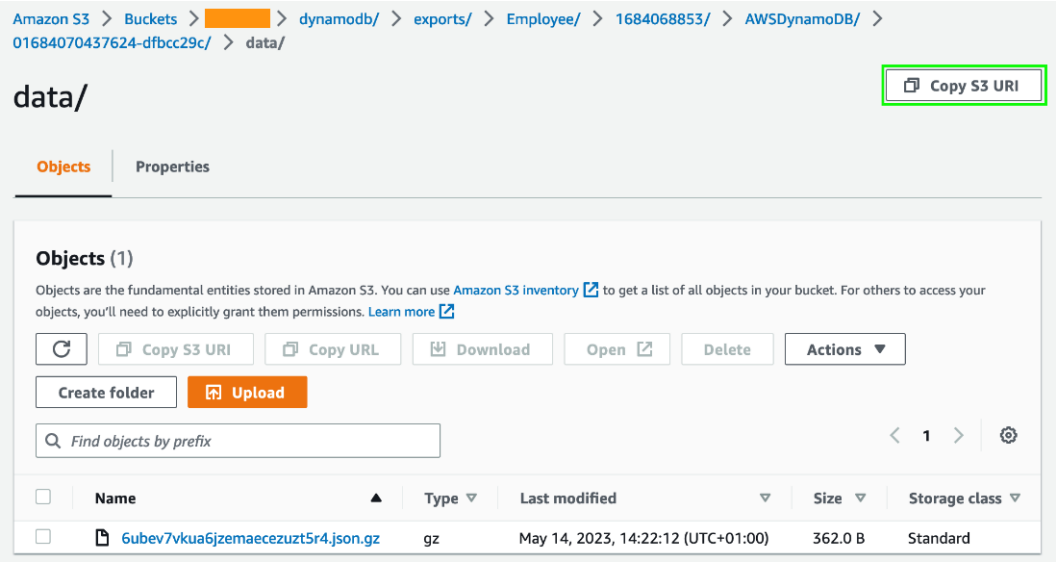 Amazon S3 > Buckets > > dynamodb/ > exports/ > Employee/ > 1684068853/ > AWSDynamoDB/ >
01684070437624-dfbcc29c/ > data/
data/
Copy S3 URI
Objects Properties
Objects (1)
Objects are the fundamental entities stored in Amazon S3. You can use Amazon S3 inventory to get a list of all objects in your bucket. For others to access your
objects, you'll need to explicitly grant them permissions. Learn more
Copy S3 URI Copy URL Download Open Delete Actions
Create folder Upload
Find objects by prefix < 1 >
Name Type Last modified Size Storage class
6ubev7vkua6jzemaecezuzt5r4.json.gz gz May 14, 2023, 14:22:12 (UTC+01:00) 362.0 B Standard